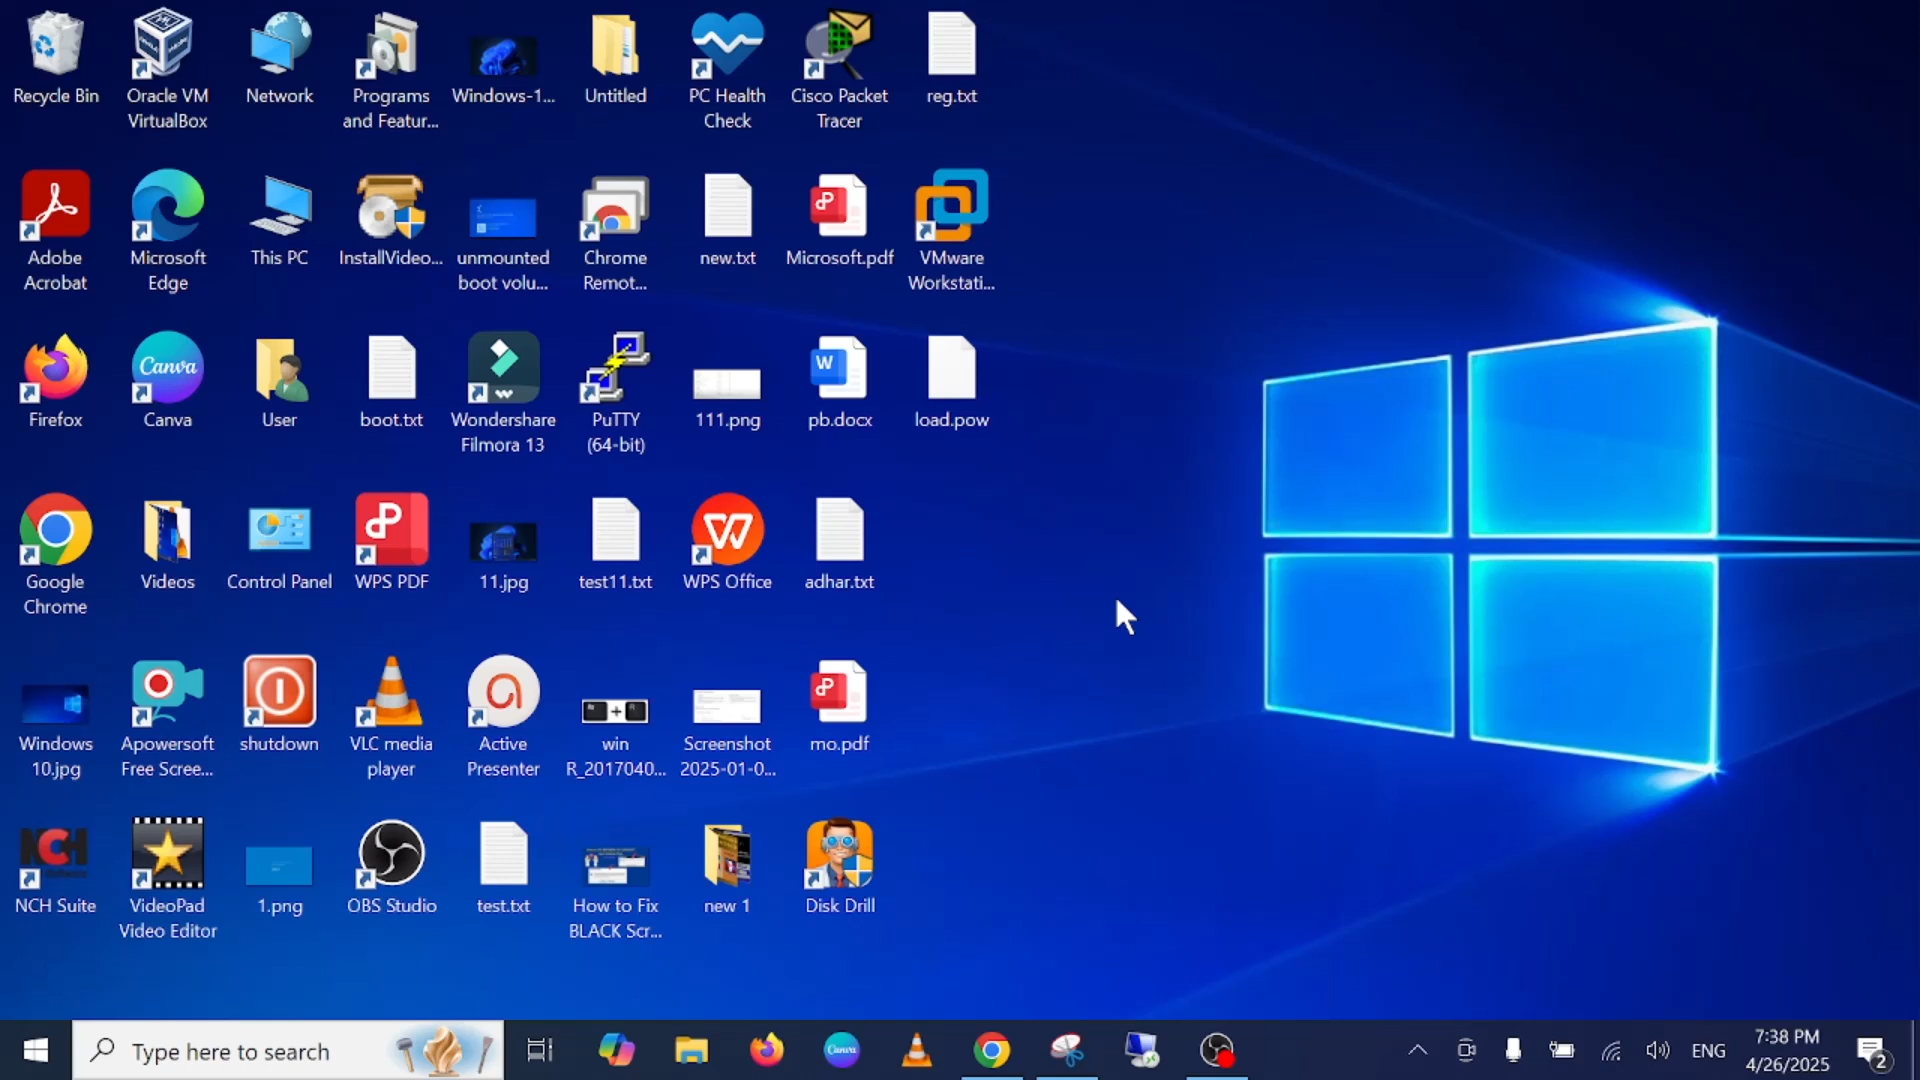 Recycle Bin
Oracle VM
VirtualBox
Network
Programs
and Featur...
Windows-1...
Untitled
PC Health
Check
Cisco Packet
Tracer
reg.txt
Adobe
Acrobat
Microsoft
Edge
This PC
InstallVideo...
unmounted
boot volu...
Chrome
Remot...
new.txt
Microsoft.pdf
VMware
Workstati...
Firefox
Canva
Canva
User
boot.txt
Wondershare
Filmora 13
PuTTY
(64-bit)
111.png
W
pb.docx
load.pow
Google
Chrome
Videos
Control Panel
WPS PDF
11.jpg
test11.txt
W
WPS Office
adhar.txt
Windows
10.jpg
Apowersoft
Free Scree...
shutdown
VLC media
player
Active
Presenter
+
win
R_2017040...
Screenshot
2025-01-0...
mo.pdf
NCH
NCH Suite
VideoPad
Video Editor
1.png
OBS Studio
test.txt
How to Fix
BLACK Scr...
new 1
Disk Drill
Type here to search
Canva
ENG
7:38 PM
4/26/2025
2